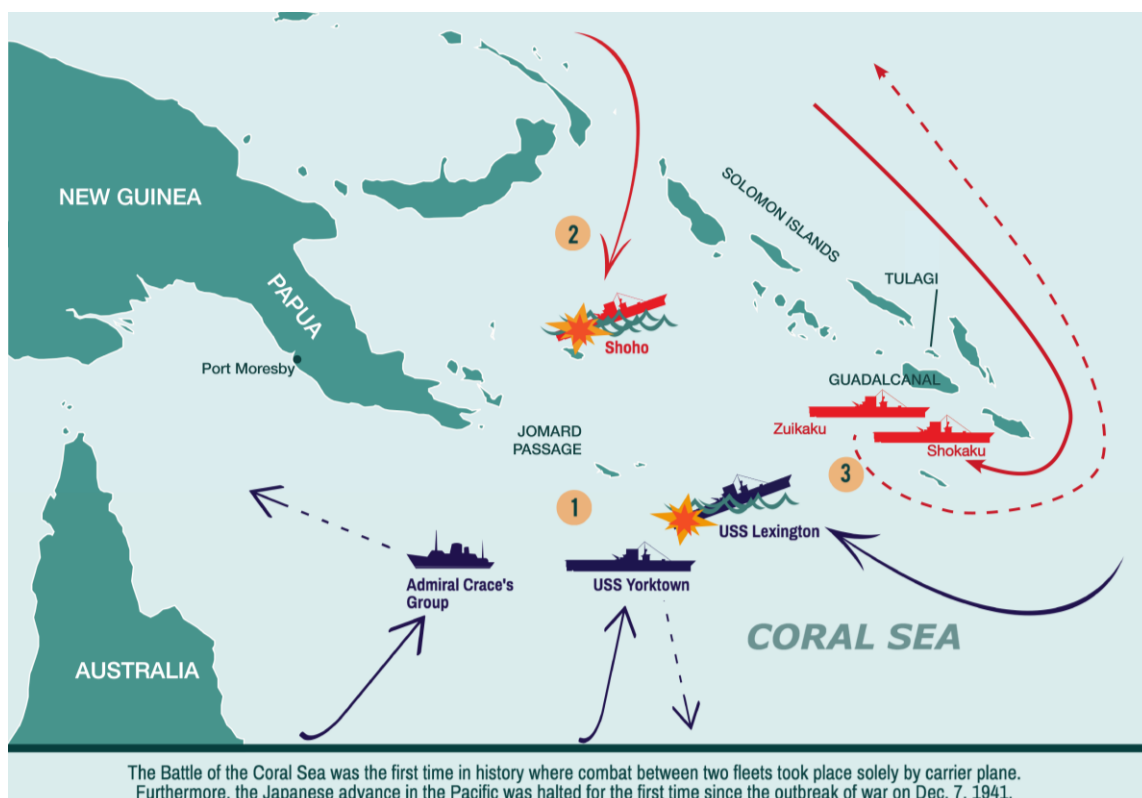 NEW GUINEA
PAPUA
Port Moresby
SOLOMON ISLANDS
TULAGI
2
Shoho
GUADALCANAL
Zuikaku
Shokaku
JOMARD
PASSAGE
3
1
USS Lexington
Admiral Crace's
Group
USS Yorktown
CORAL SEA
AUSTRALIA
The Battle of the Coral Sea was the first time in history where combat between two fleets took place solely by carrier plane.
Furthermore, the Japanese advance in the Pacific was halted for the first time since the outbreak of war on Dec. 7, 1941.